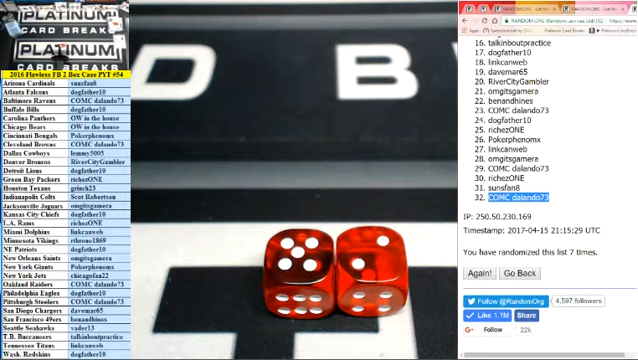 PLATINUM
CARD BREAKS
PLATINUM
CARD BREAKS
2016 Flawless FB 2 Box Case PYT #54
Arizona Cardinals sunsfan8
Atlanta Falcons dogfather10
Baltimore Ravens COMC dalando73
Buffalo Bills dogfather10
Carolina Panthers OW in the house
Chicago Bears OW in the house
Cincinnati Bengals Pokerphenomx
Cleveland Browns COMC dalando73
Dallas Cowboys lemmy5005
Denver Broncos RiverCityGambler
Detroit Lions dogfather10
Green Bay Packers richezONE
Houston Texans grinch23
Indianapolis Colts Scot Robertson
Jacksonville Jaguars omgitsgamera
Kansas City Chiefs dogfather10
L.A. Rams richezONE
Miami Dolphins linkcanweb
Minnesota Vikings rthrone1869
NE Patriots dogfather10
New Orleans Saints omgitsgamera
New York Giants Pokerphenomx
New York Jets chicagofan22
Oakland Raiders COMC dalando73
Philadelphia Eagles dogfather10
Pittsburgh Steelers COMC dalando73
San Diego Chargers davemar65
San Francisco 49ers benandhines
Seattle Seahawks vader13
T.B. Buccaneers talkinboutpractice
Tennessee Titans linkcanweb
Wash. Redskins dogfather10
D B
16. talkinboutpractice
17. dogfather10
18. linkcanweb
19. davemar65
20. RiverCityGambler
21. omgitsgamera
22. benandhines
23. COMC dalando73
24. dogfather10
25. richezONE
26. Pokerphenomx
27. linkcanweb
28. omgitsgamera
29. COMC dalando73
30. richezONE
31. sunsfan8
32. COMC dalando73
IP: 250.50.230.169
Timestamp: 2017-04-15 21:15:29 UTC
You have randomized this list 7 times.
Again! Go Back
Follow @RandomOrg 4,597 followers
Like 1.1M Share
Follow 22k